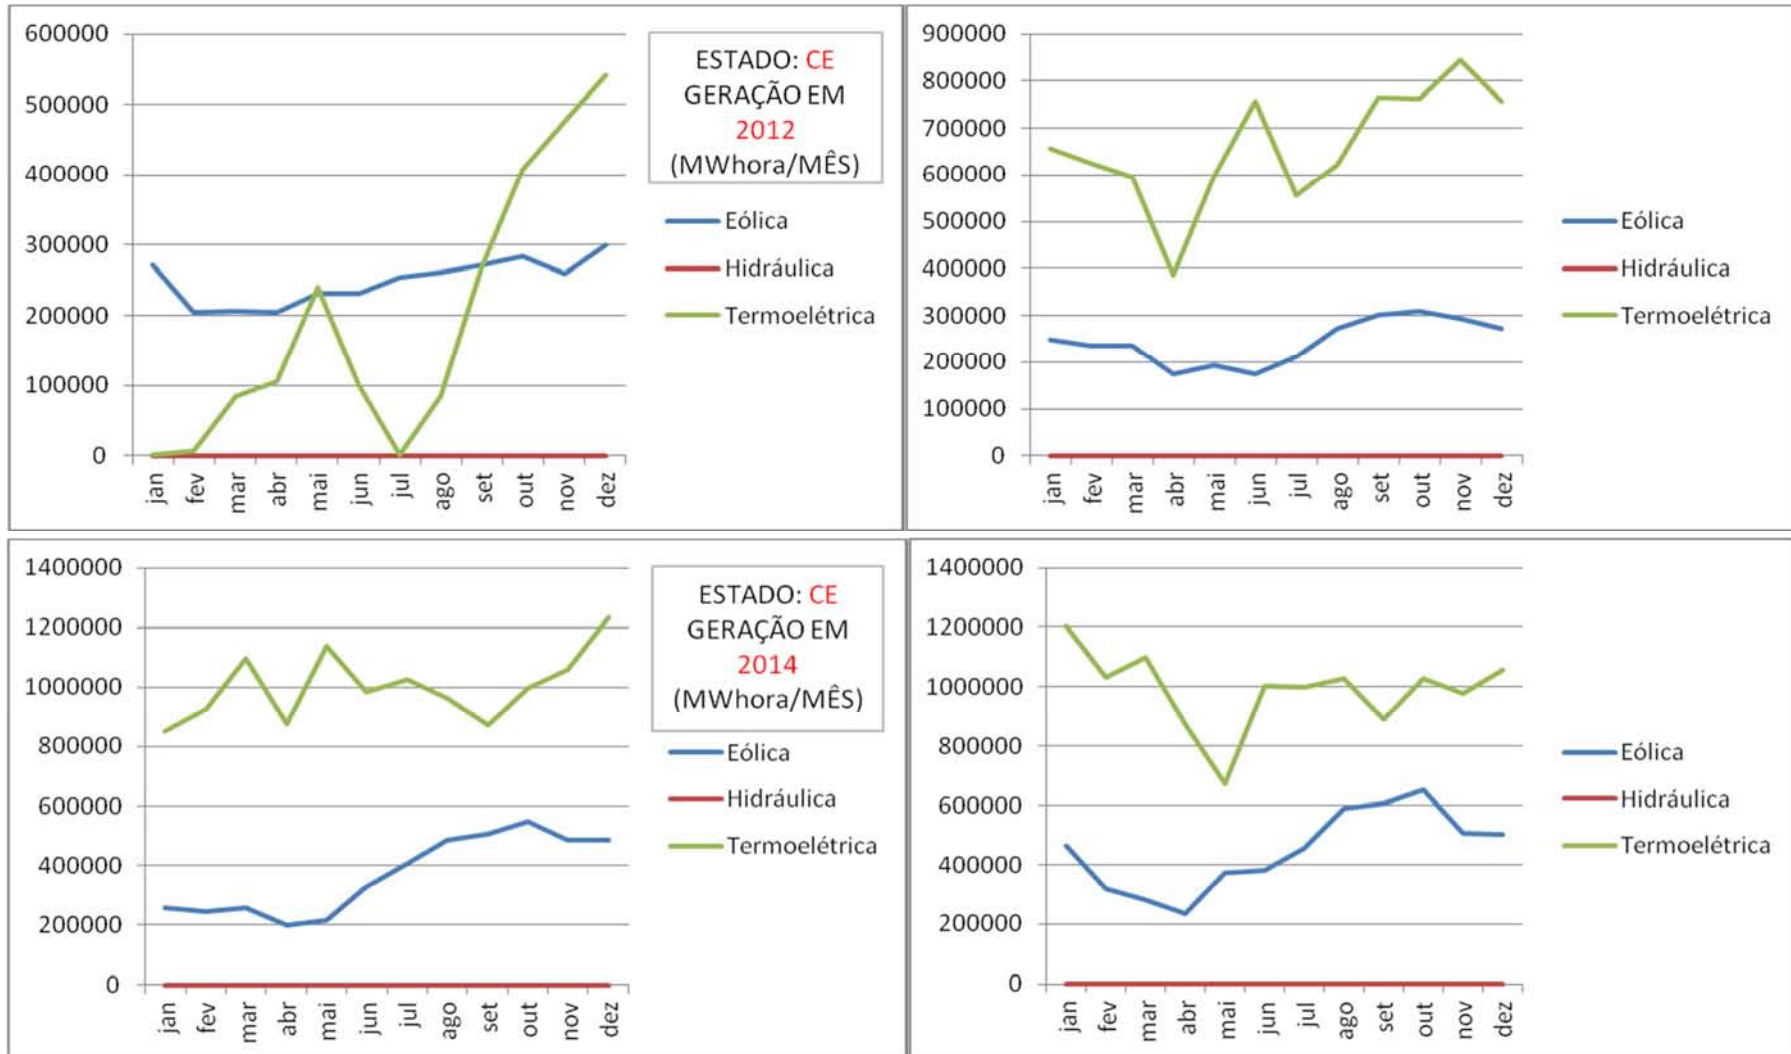 600000
500000
400000
300000
200000
100000
0
jan
fev
mar
abr
mai
jun
jul
ago
set
out
nov
dez
ESTADO: CE
GERAÇÃO EM
2012
(MWhora/MÊS)
Eólica
Hidráulica
Termoelétrica
900000
800000
700000
600000
500000
400000
300000
200000
100000
0
jan
fev
mar
abr
mai
jun
jul
ago
set
out
nov
dez
Eólica
Hidráulica
Termoelétrica
1400000
1200000
1000000
800000
600000
400000
200000
0
jan
fev
mar
abr
mai
jun
jul
ago
set
out
nov
dez
ESTADO: CE
GERAÇÃO EM
2014
(MWhora/MÊS)
Eólica
Hidráulica
Termoelétrica
1400000
1200000
1000000
800000
600000
400000
200000
0
jan
fev
mar
abr
mai
jun
jul
ago
set
out
nov
dez
Eólica
Hidráulica
Termoelétrica